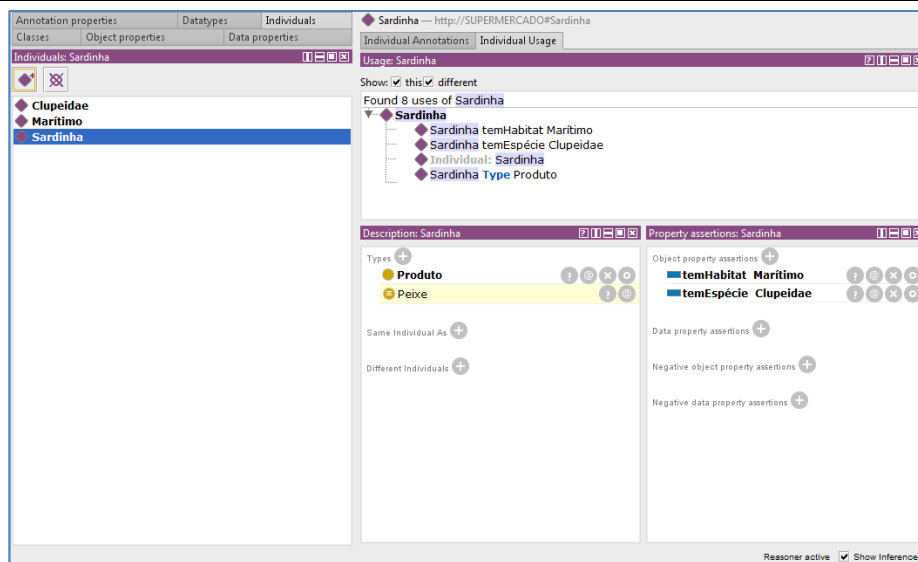 Annotation properties Datatypes Individuals
Classes Object properties Data properties
Individuals: Sardinha
Clupeidae
Marítimo
Sardinha
Sardinha — http://SUPERMERCADO#Sardinha
Individual Annotations Individual Usage
Usage: Sardinha
Show: this different
Found 8 uses of Sardinha
Sardinha
Sardinha temHabitat Marítimo
Sardinha temEspécie Clupeidae
Individual: Sardinha
Sardinha Type Produto
Description: Sardinha
Types
Produto
Peixe
Same Individual As
Different Individuals
Property assertions: Sardinha
Object property assertions
temHabitat Marítimo
temEspécie Clupeidae
Data property assertions
Negative object property assertions
Negative data property assertions
Reasoner active Show Inference